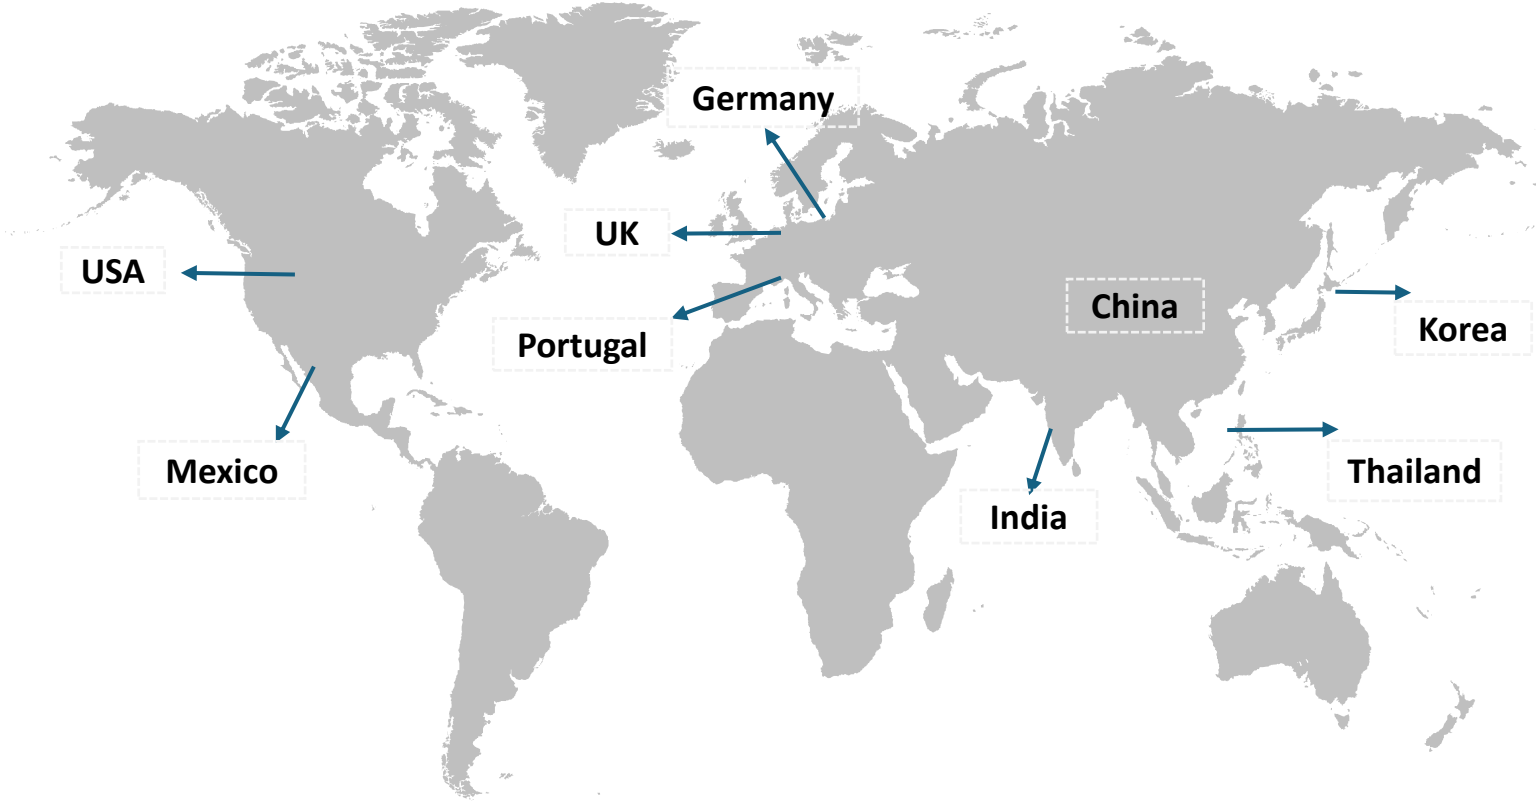 Germany
UK
USA
China
Korea
Portugal
Mexico
Thailand
India